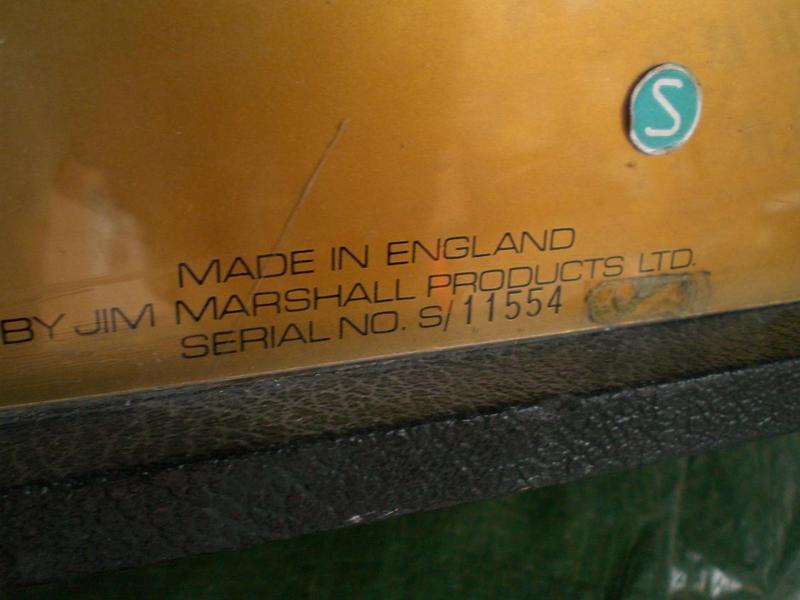 S
MADE IN ENGLAND
BY JIM MARSHALL PRODUCTS LTD.
SERIAL NO. S/11554